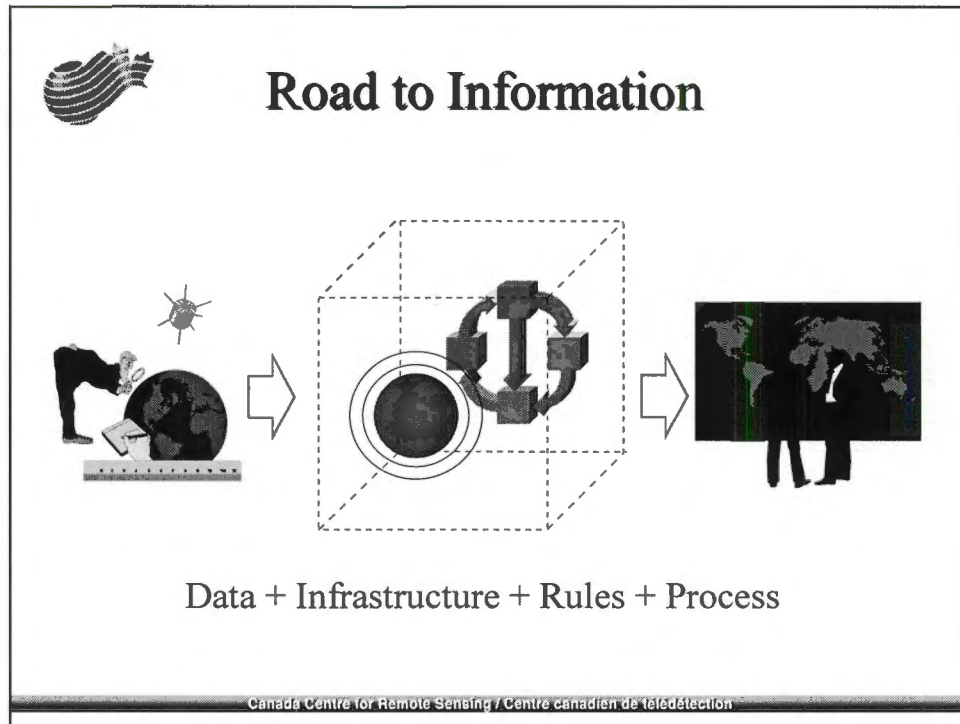 Road to Information
Data + Infrastructure + Rules + Process
Canada Centre for Remote Sensing / Centre canadien de télédétection